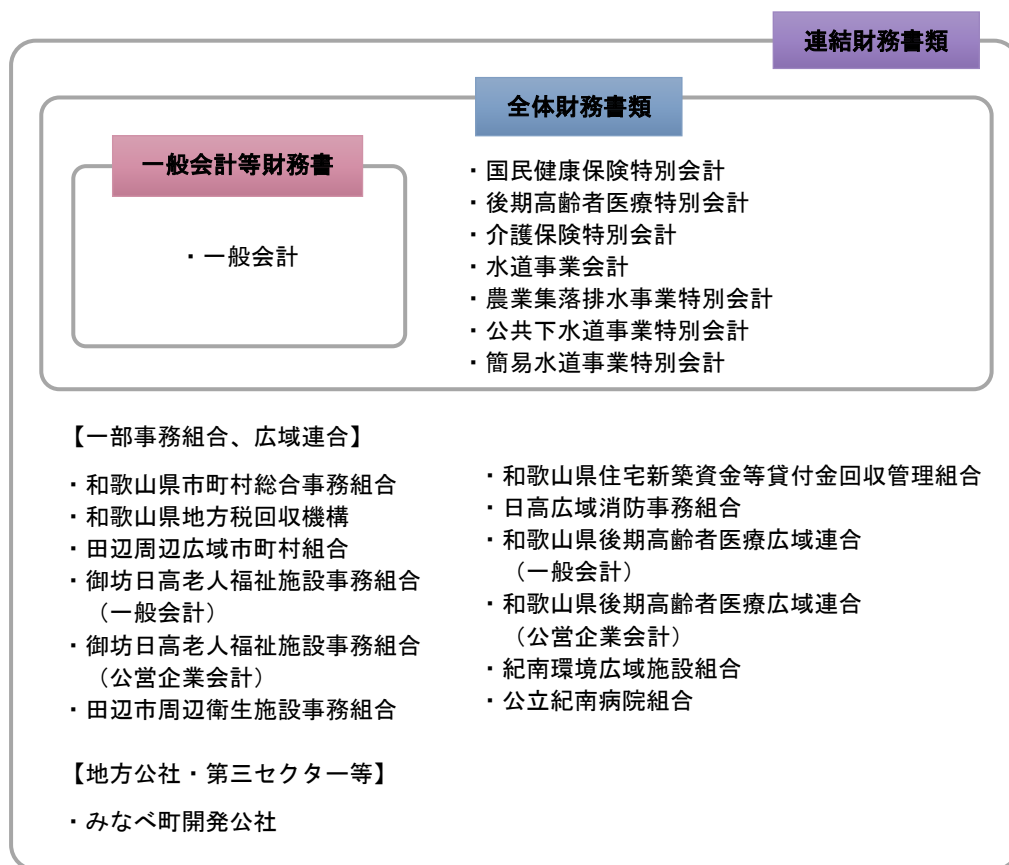 連結財務書類
全体財務書類
一般会計等財務書
・一般会計
・国民健康保険特別会計
・後期高齢者医療特別会計
・介護保険特別会計
・水道事業会計
・農業集落排水事業特別会計
・公共下水道事業特別会計
・簡易水道事業特別会計
【一部事務組合、広域連合】
・和歌山県市町村総合事務組合
・和歌山県地方税回収機構
・田辺周辺広域市町村組合
・御坊日高老人福祉施設事務組合
（一般会計）
・御坊日高老人福祉施設事務組合
（公営企業会計）
・田辺市周辺衛生施設事務組合
・和歌山県住宅新築資金等貸付金回収管理組合
・日高広域消防事務組合
・和歌山県後期高齢者医療広域連合
（一般会計）
・和歌山県後期高齢者医療広域連合
（公営企業会計）
・紀南環境広域施設組合
・公立紀南病院組合
【地方公社・第三セクター等】
・みなべ町開発公社